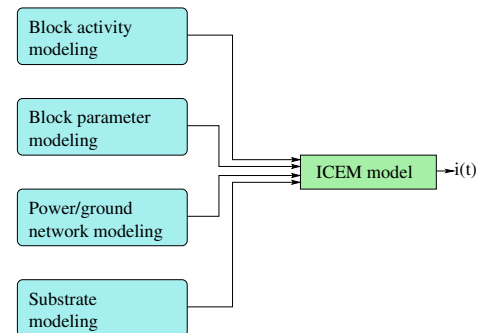 Block activity
modeling
Block parameter
modeling
Power/ground
network modeling
Substrate
modeling
ICEM model
i(t)